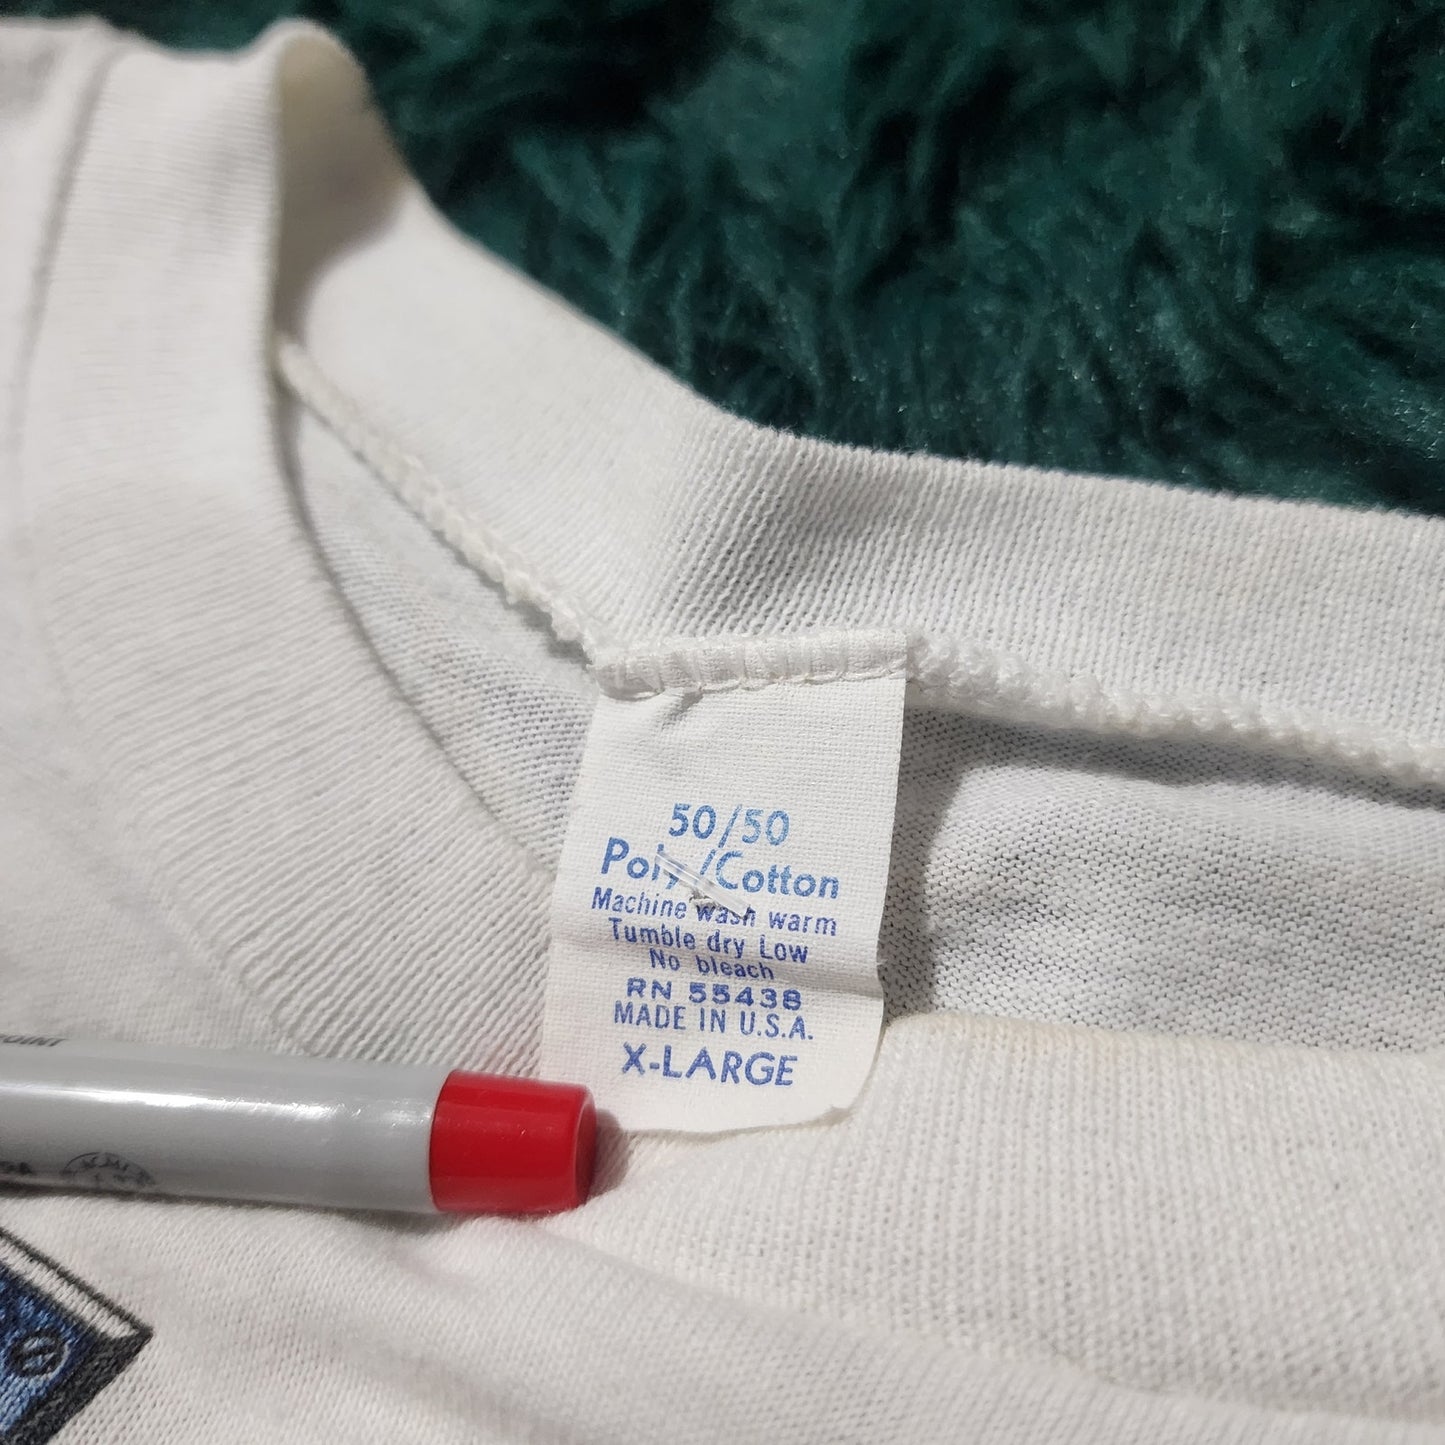 50/50
Poly/Cotton
Machine wash warm
Tumble dry Low
No bleach
RN 55438
MADE IN U.S.A.
X-LARGE